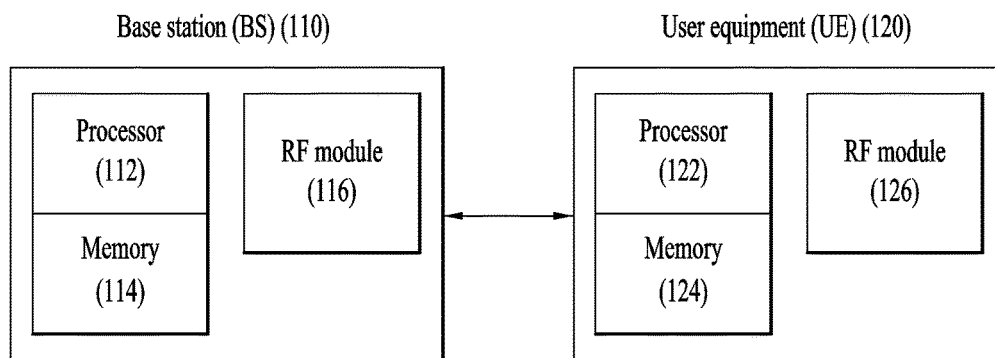 Base station (BS) (110)
User equipment (UE) (120)
Processor
(112)
RF module
(116)
Memory
(114)
Processor
(122)
RF module
(126)
Memory
(124)